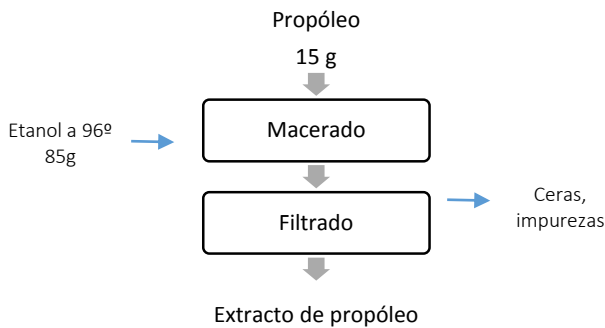 Propóleo
15 g
Etanol a 96º
85g
Macerado
Filtrado
Ceras,
impurezas
Extracto de propóleo